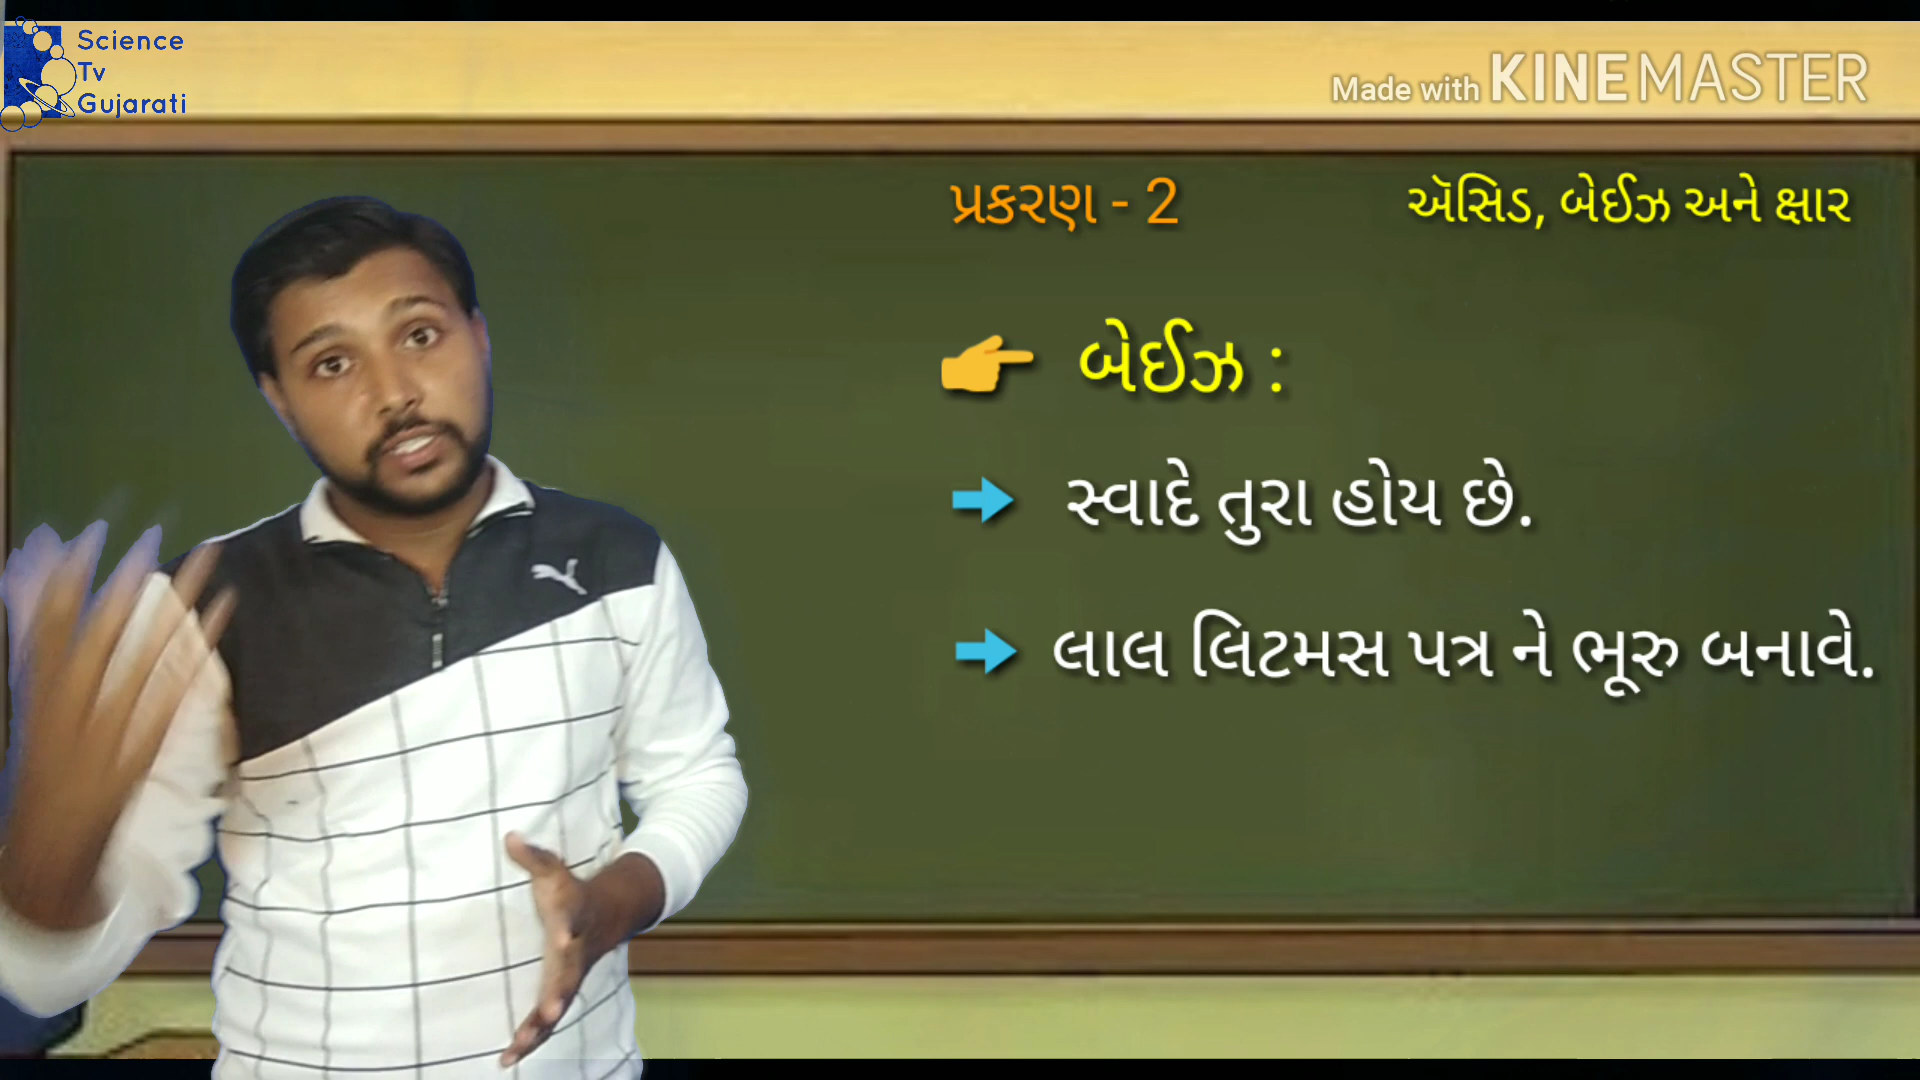 Science
Tv
Gujarati
Made with KINEMASTER
પ્રકરણ - 2
ઍસિડ, બેઈઝ અને ક્ષાર
બેઈઝ :
સ્વાદે તુરા હોય છે.
લાલ લિટમસ પત્ર ને ભૂરુ બનાવે.